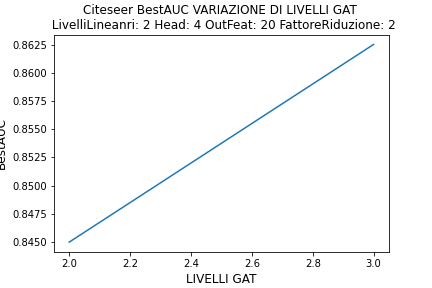 Citeseer BestAUC VARIAZIONE DI LIVELLI GAT
LivelliLineanri: 2 Head: 4 OutFeat: 20 FattoreRiduzione: 2
0.8625
0.8600
0.8575
0.8550
0.8525
0.8500
0.8475
0.8450
BestAUC
2.0 2.2 2.4 2.6 2.8 3.0
LIVELLI GAT